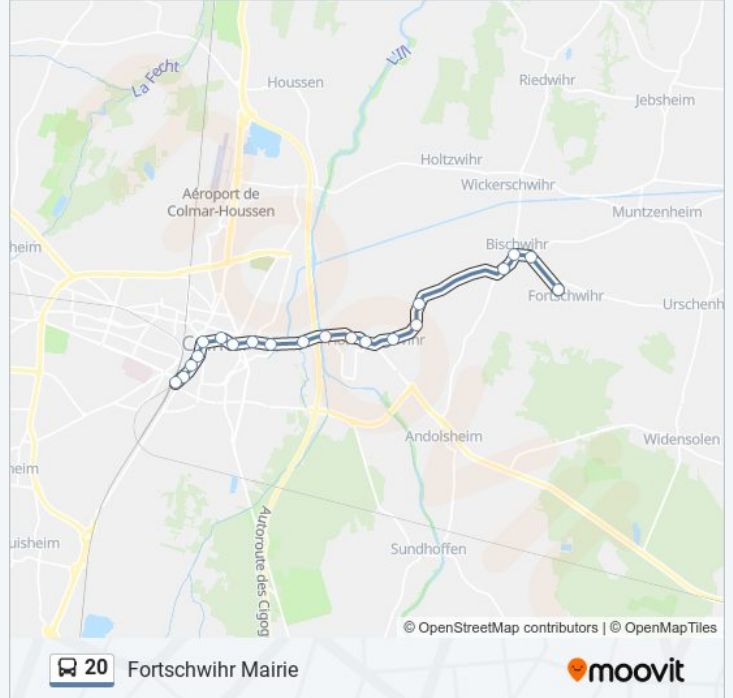 La Fecht
L'Ill
Houssen
Riedwihr
Jebsheim
Holtzwihr
Wickerschwihr
Aéroport de
Colmar-Houssen
Muntzenheim
heim
Bischwihr
Fortschwihr
Urschenh
Andolsheim
Widensolen
heim
uisheim
Autoroute des Cigog
Sundhoffen
© OpenStreetMap contributors | © OpenMapTiles
20 Fortschwihr Mairie
moovit